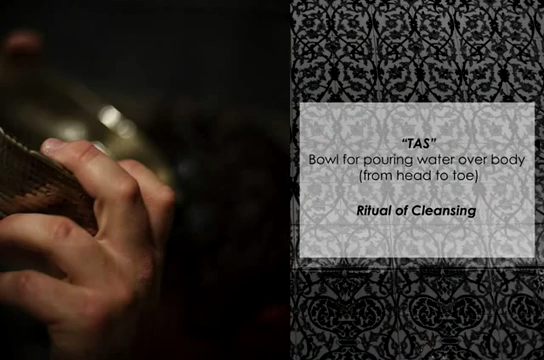 “TAS”
Bowl for pouring water over body
(from head to toe)
Ritual of Cleansing